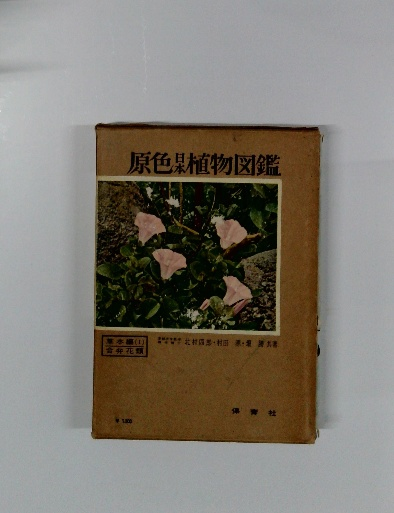 原色日本植物図鑑
草本編(1)
合弁花類
北村四郎・村田 源・堀 勝共著
保育社